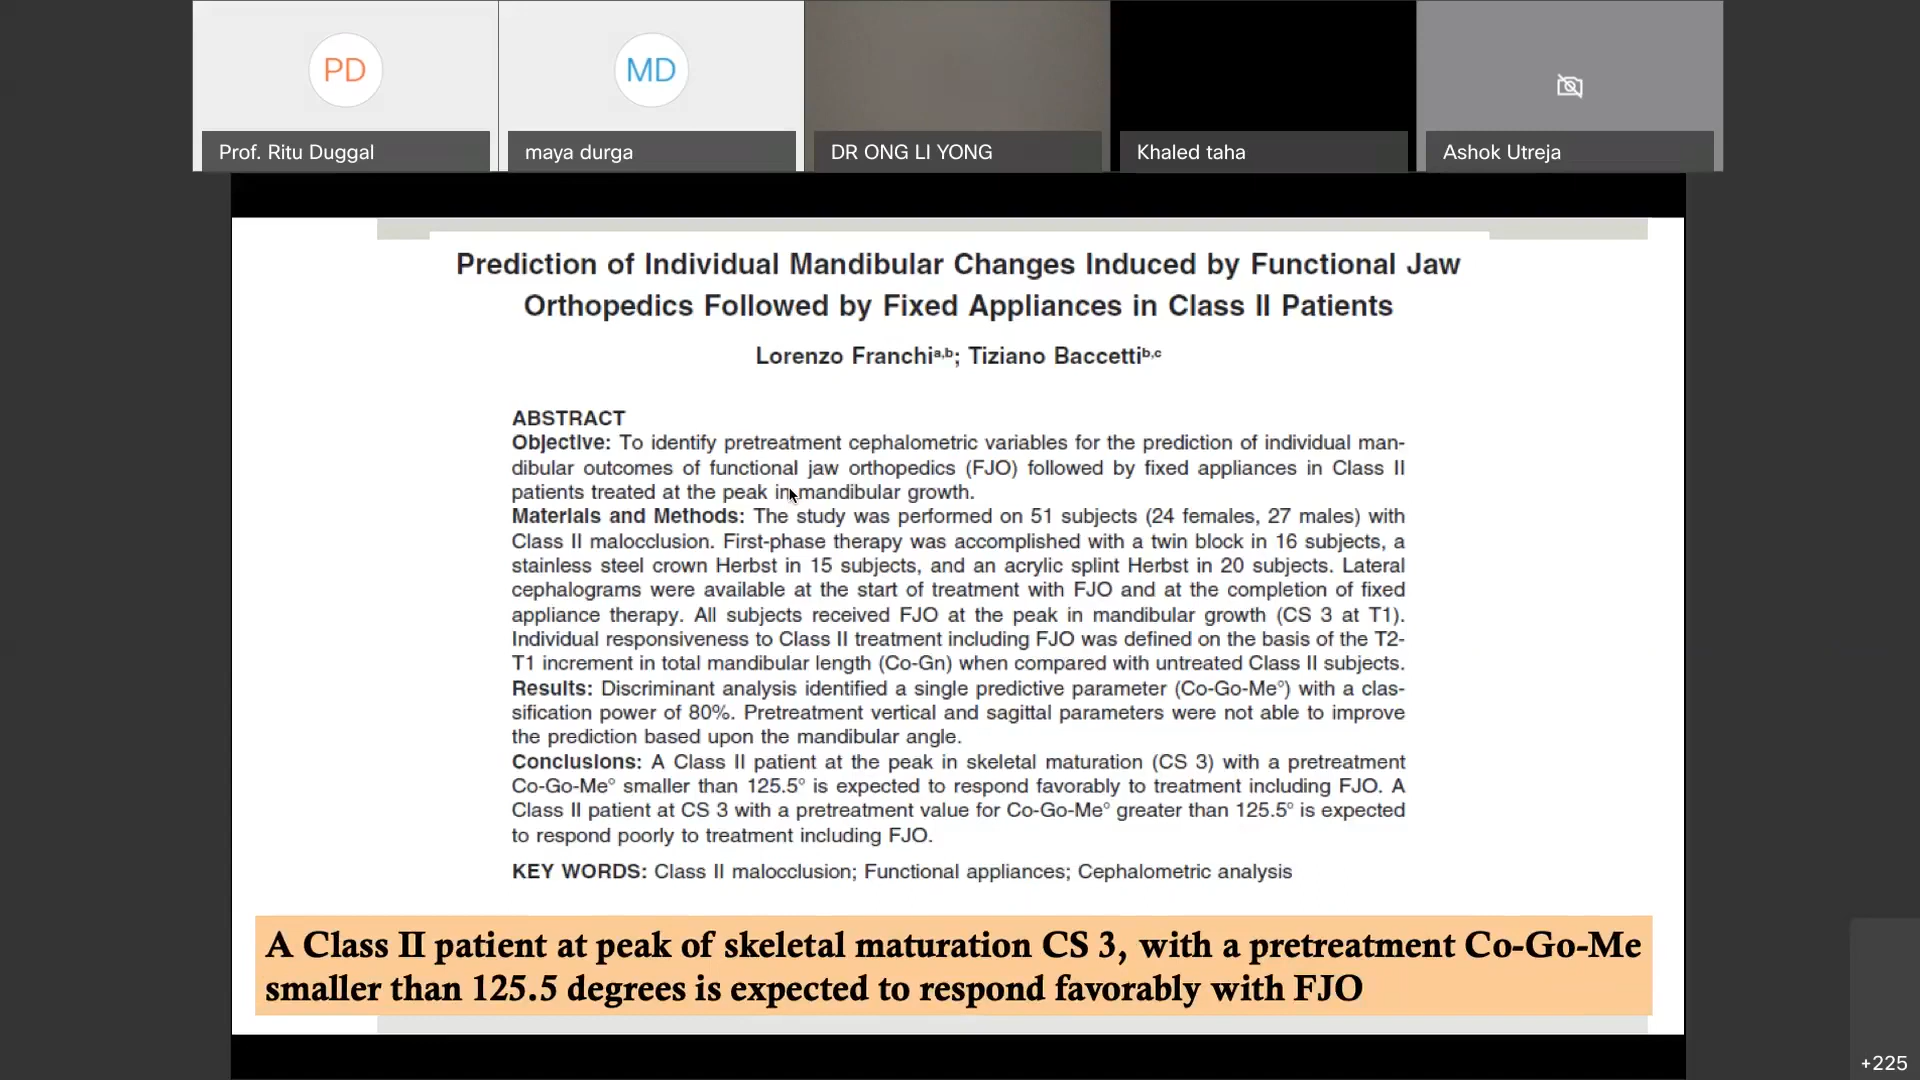 PD
MD
Prof. Ritu Duggal
maya durga
DR ONG LI YONG
Khaled taha
Ashok Utreja
Prediction of Individual Mandibular Changes Induced by Functional Jaw
Orthopedics Followed by Fixed Appliances in Class II Patients
Lorenzo Franchiᵃ,ᵇ; Tiziano Baccettiᵇ,ᶜ
ABSTRACT
Objective: To identify pretreatment cephalometric variables for the prediction of individual man-
dibular outcomes of functional jaw orthopedics (FJO) followed by fixed appliances in Class II
patients treated at the peak in mandibular growth.
Materials and Methods: The study was performed on 51 subjects (24 females, 27 males) with
Class II malocclusion. First-phase therapy was accomplished with a twin block in 16 subjects, a
stainless steel crown Herbst in 15 subjects, and an acrylic splint Herbst in 20 subjects. Lateral
cephalograms were available at the start of treatment with FJO and at the completion of fixed
appliance therapy. All subjects received FJO at the peak in mandibular growth (CS 3 at T1).
Individual responsiveness to Class II treatment including FJO was defined on the basis of the T2-
T1 increment in total mandibular length (Co-Gn) when compared with untreated Class II subjects.
Results: Discriminant analysis identified a single predictive parameter (Co-Go-Me°) with a clas-
sification power of 80%. Pretreatment vertical and sagittal parameters were not able to improve
the prediction based upon the mandibular angle.
Conclusions: A Class II patient at the peak in skeletal maturation (CS 3) with a pretreatment
Co-Go-Me° smaller than 125.5° is expected to respond favorably to treatment including FJO. A
Class II patient at CS 3 with a pretreatment value for Co-Go-Me° greater than 125.5° is expected
to respond poorly to treatment including FJO.
KEY WORDS: Class II malocclusion; Functional appliances; Cephalometric analysis
A Class II patient at peak of skeletal maturation CS 3, with a pretreatment Co-Go-Me
smaller than 125.5 degrees is expected to respond favorably with FJO
+225